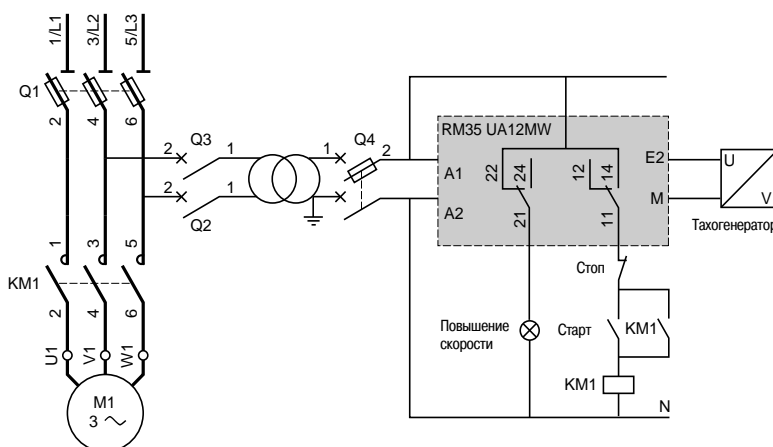 1/L1 3/L2 5/L3
Q1
2 4 6
Q3
2 1
2 1
Q2
1
Q4
2
RM35 UA12MW
A1
A2
22 24
21
12 14
11
E2
M
U
V
Тахогенератор
1 3 5
KM1
2 4 6
U1 V1 W1
M1
3
Стоп
Повышение
скорости
Старт
KM1
KM1
N